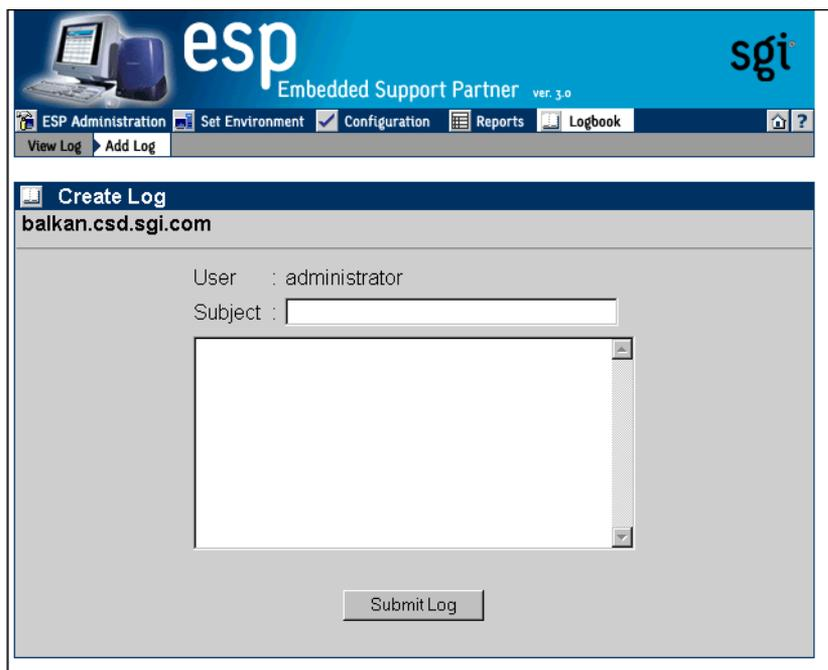 esp
Embedded Support Partner ver. 3.0
sgi
ESP Administration Set Environment Configuration Reports Logbook ?
View Log Add Log
Create Log
balkan.csd.sgi.com
User : administrator
Subject :
Submit Log